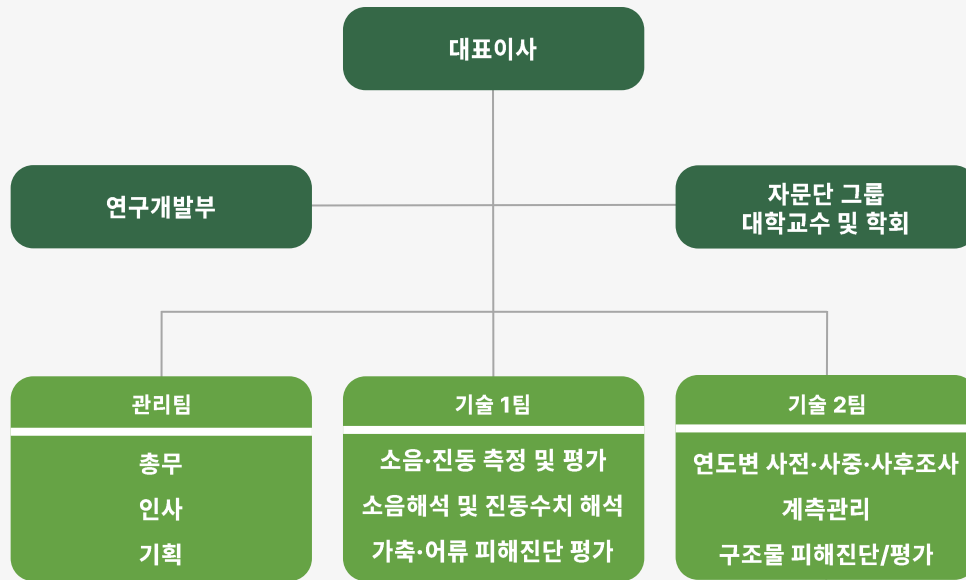 대표이사
연구개발부
자문단 그룹
대학교수 및 학회
관리팀
총무
인사
기획
기술 1팀
소음·진동 측정 및 평가
소음해석 및 진동수치 해석
가축·어류 피해진단 평가
기술 2팀
연도변 사전·사중·사후조사
계측관리
구조물 피해진단/평가